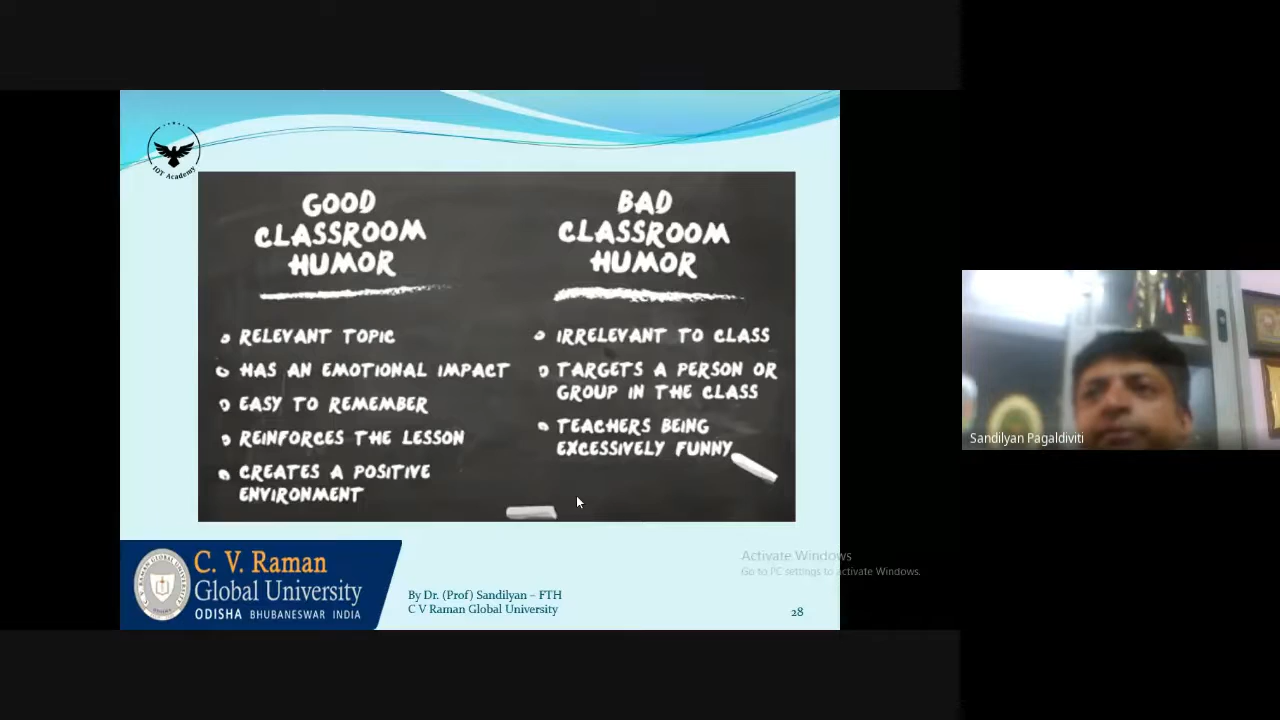 IOT Academy
GOOD
CLASSROOM
HUMOR
RELEVANT TOPIC
HAS AN EMOTIONAL IMPACT
EASY TO REMEMBER
REINFORCES THE LESSON
CREATES A POSITIVE
ENVIRONMENT
BAD
CLASSROOM
HUMOR
IRRELEVANT TO CLASS
TARGETS A PERSON OR
GROUP IN THE CLASS
TEACHERS BEING
EXCESSIVELY FUNNY
C. V. Raman
Global University
ODISHA BHUBANESWAR INDIA
By Dr. (Prof) Sandilyan – FTH
C V Raman Global University
28
Activate Windows
Go to PC settings to activate Windows.
Sandilyan Pagaldiviti